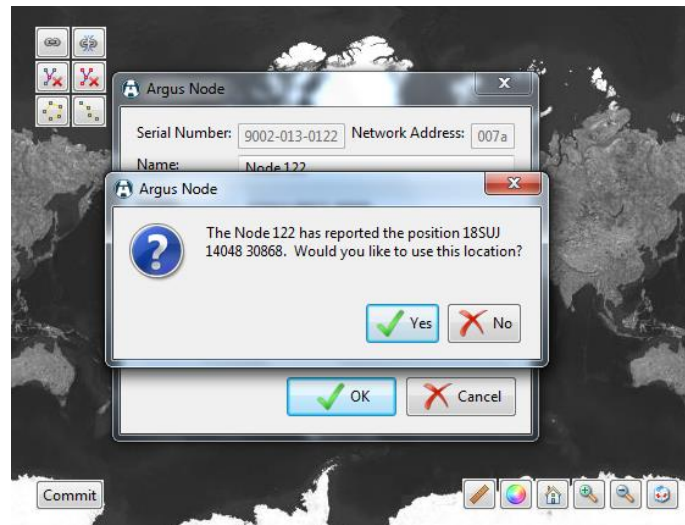 Argus Node
Serial Number: 9002-013-0122 Network Address: 007a
Name: Node 122
Argus Node
The Node 122 has reported the position 18SUJ
14048 30868. Would you like to use this location?
Yes No
OK Cancel
Commit